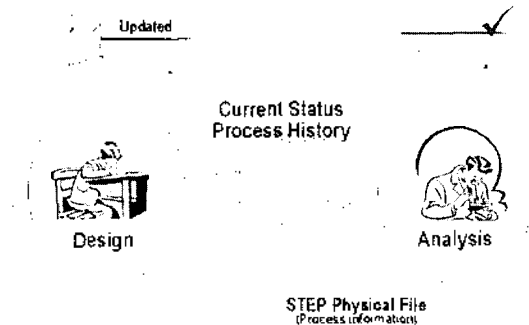 Updated
Current Status
Process History
Design
Analysis
STEP Physical File
(Process information)